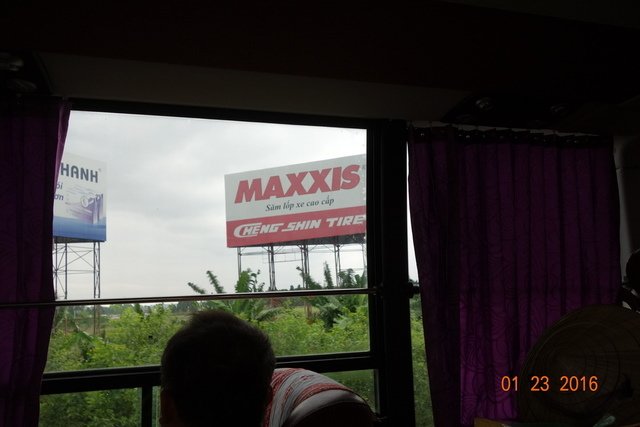 HANH
MAXXIS
Săm lốp xe cao cấp
CHENG SHIN TIRE
01 23 2016